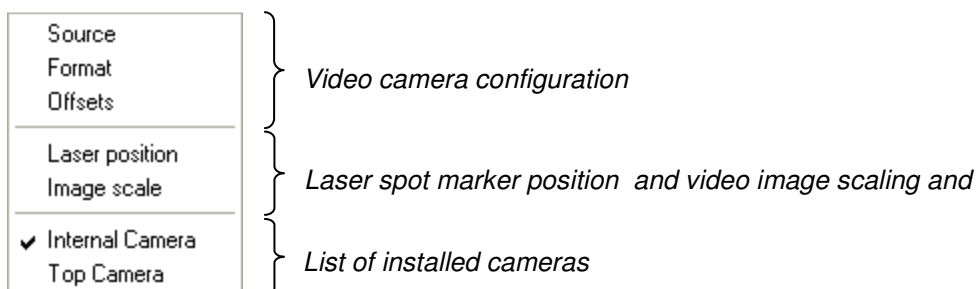 Source
Format
Offsets
Video camera configuration
Laser position
Image scale
Laser spot marker position and video image scaling and
Internal Camera
Top Camera
List of installed cameras